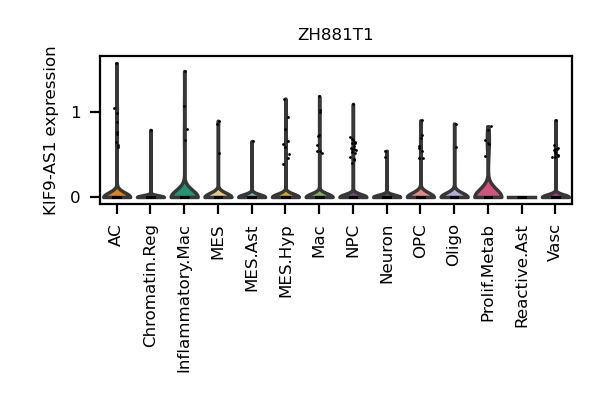 ZH881T1
KIF9-AS1 expression
1
0
AC
Chromatin.Reg
Inflammatory.Mac
MES
MES.Ast
MES.Hyp
Mac
NPC
Neuron
OPC
Oligo
Prolif.Metab
Reactive.Ast
Vasc